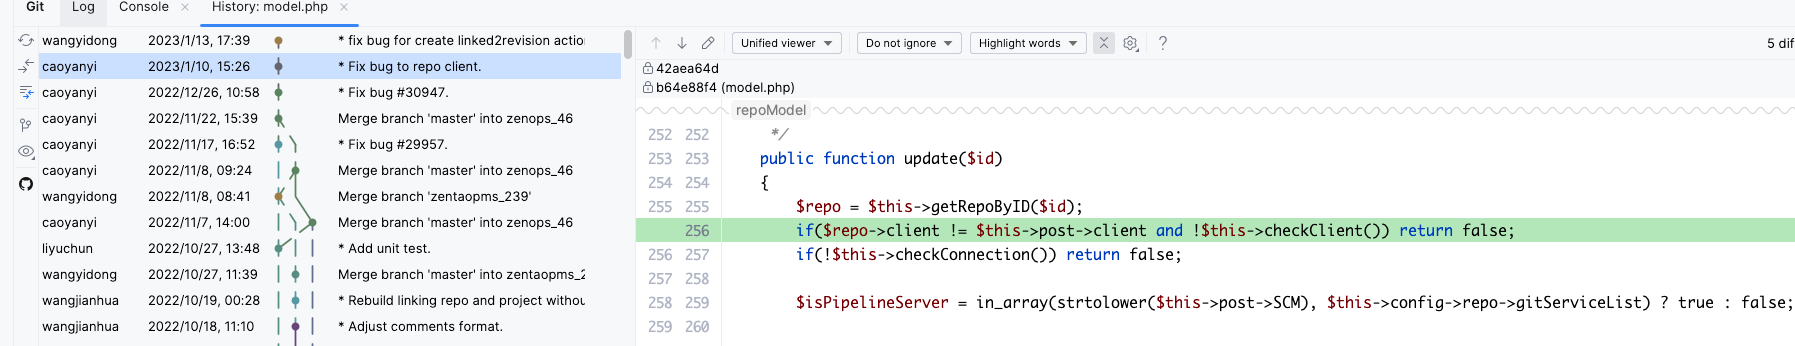 Git Log Console × History: model.php ×
wangyidong 2023/1/13, 17:39 * fix bug for create linked2revision action
caoyanyi 2023/1/10, 15:26 * Fix bug to repo client.
caoyanyi 2022/12/26, 10:58 * Fix bug #30947.
caoyanyi 2022/11/22, 15:39 Merge branch 'master' into zenops_46
caoyanyi 2022/11/17, 16:52 * Fix bug #29957.
caoyanyi 2022/11/8, 09:24 Merge branch 'master' into zenops_46
wangyidong 2022/11/8, 08:41 Merge branch 'zentaopms_239'
caoyanyi 2022/11/7, 14:00 Merge branch 'master' into zenops_46
liyuchun 2022/10/27, 13:48 * Add unit test.
wangyidong 2022/10/27, 11:39 Merge branch 'master' into zentaopms_2
wangjianhua 2022/10/19, 00:28 * Rebuild linking repo and project withou
wangjianhua 2022/10/18, 11:10 * Adjust comments format.
Unified viewer Do not ignore Highlight words ? 5 dif
42aea64d
b64e88f4 (model.php)
repoModel
252 252 */
253 253 public function update($id)
254 254 {
255 255 $repo = $this->getRepoByID($id);
256 if($repo->client != $this->post->client and !$this->checkClient()) return false;
256 257 if(!$this->checkConnection()) return false;
257 258
258 259 $isPipelineServer = in_array(strtolower($this->post->SCM), $this->config->repo->gitServiceList) ? true : false;
259 260